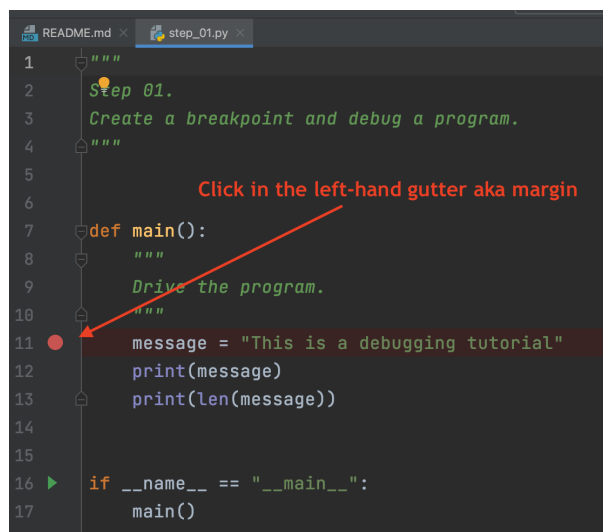 README.md step_01.py
1 """
2 Step 01.
3 Create a breakpoint and debug a program.
4 """
5
Click in the left-hand gutter aka margin
6
7 def main():
8 """
9 Drive the program.
10 """
11 message = "This is a debugging tutorial"
12 print(message)
13 print(len(message))
14
15
16 if __name__ == "__main__":
17 main()